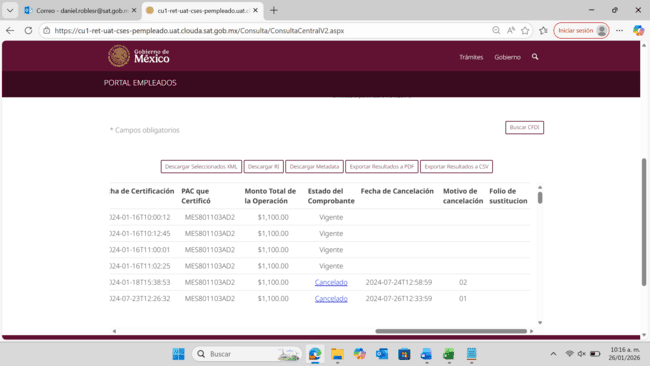 Correo - daniel.roblesr@sat.gob.m
cu1-ret-uat-cses-pempleado.uat.c
https://cu1-ret-uat-cses-pempleado.uat.clouda.sat.gob.mx/Consulta/ConsultaCentralV2.aspx
Iniciar sesión
Gobierno de
México
Trámites
Gobierno
PORTAL EMPLEADOS
* Campos obligatorios
Buscar CFDI
Descargar Seleccionados XML
Descargar RI
Descargar Metadata
Exportar Resultados a PDF
Exportar Resultados a CSV
ha de Certificación PAC que Certificó Monto Total de la Operación Estado del Comprobante Fecha de Cancelación Motivo de cancelación Folio de sustitucion
024-01-16T10:00:12 MES801103AD2 $1,100.00 Vigente
024-01-16T10:12:45 MES801103AD2 $1,100.00 Vigente
024-01-16T11:00:01 MES801103AD2 $1,100.00 Vigente
024-01-16T11:02:25 MES801103AD2 $1,100.00 Vigente
024-01-18T15:38:53 MES801103AD2 $1,100.00 Cancelado 2024-07-24T12:58:59 02
024-07-23T12:26:32 MES801103AD2 $1,100.00 Cancelado 2024-07-26T12:33:59 01
Buscar
10:16 a. m.
26/01/2026